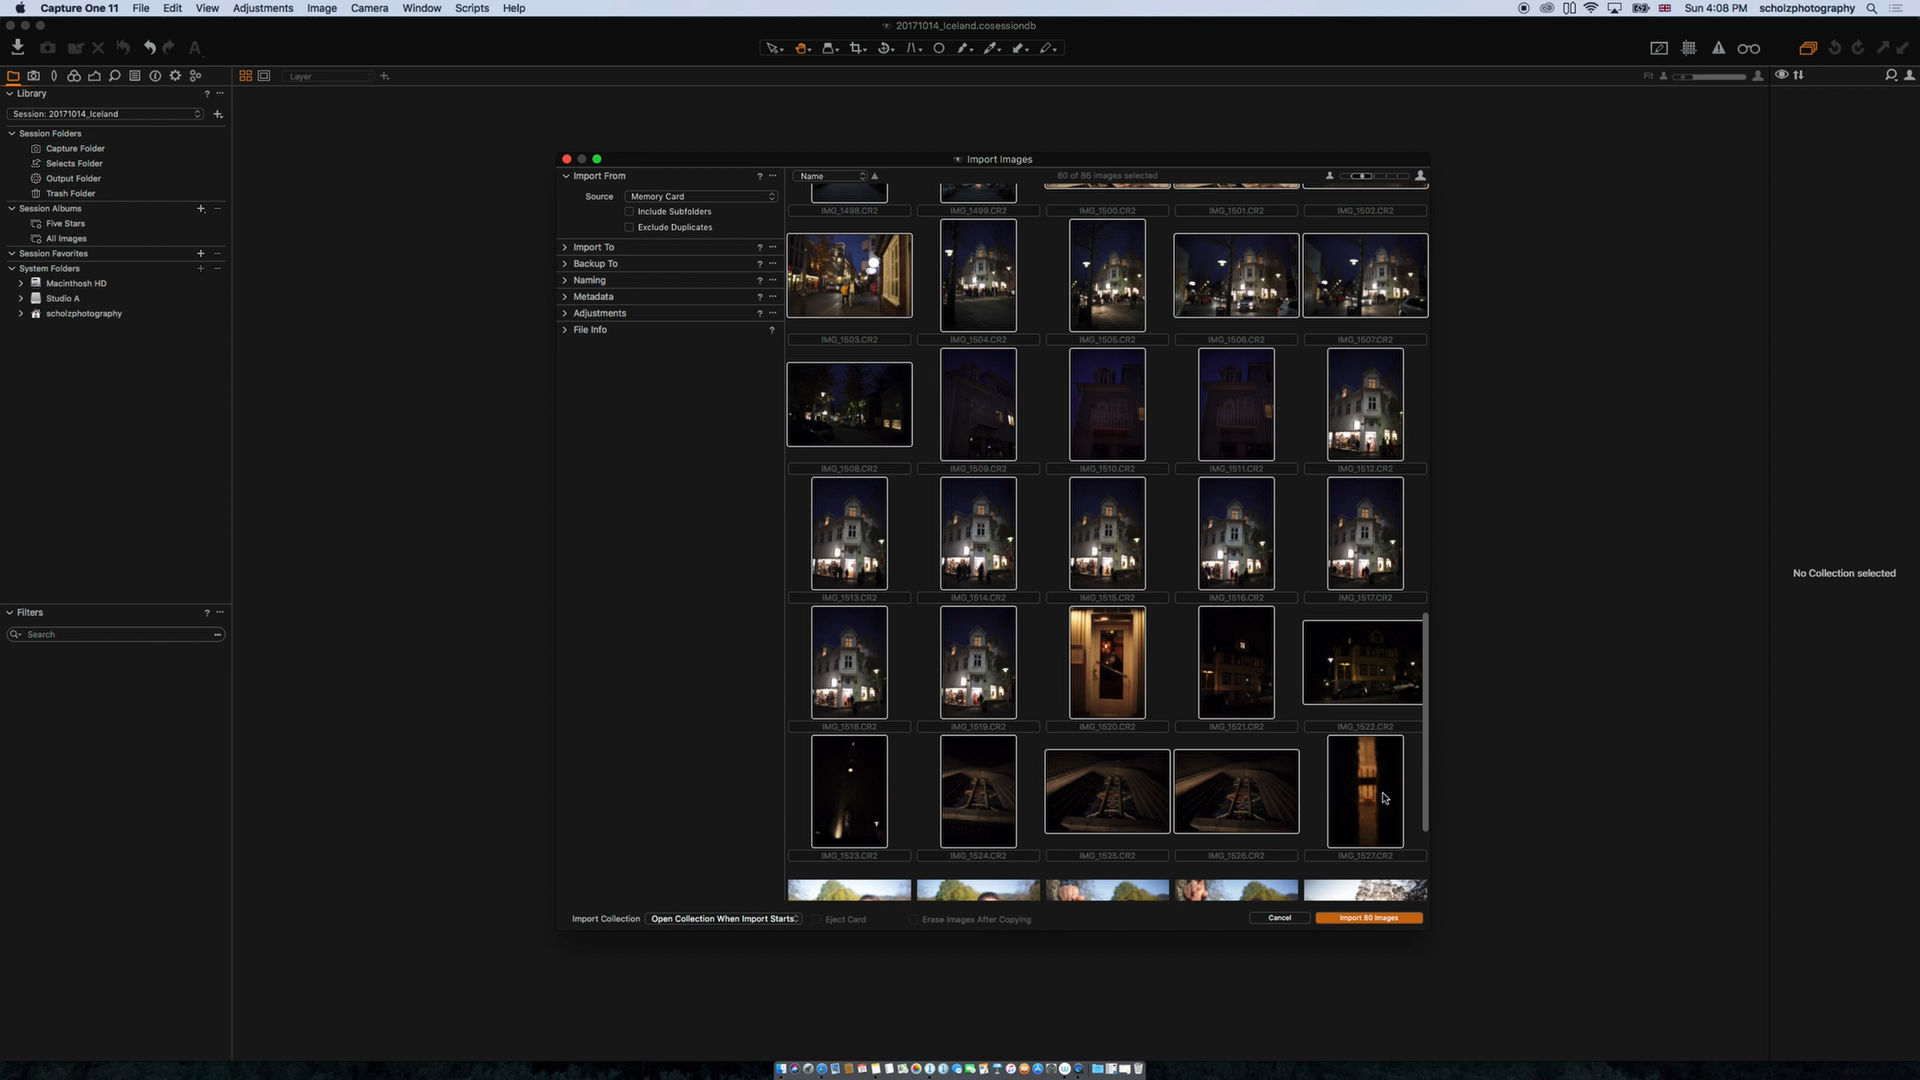 Capture One 11 File Edit View Adjustments Image Camera Window Scripts Help
Sun 4:08 PM scholzphotography
20171014_Iceland.cosessiondb
Layer
Fit
Library
?
Session: 20171014_Iceland
Session Folders
Capture Folder
Selects Folder
Output Folder
Trash Folder
Session Albums
Five Stars
All Images
Session Favorites
System Folders
Macinthosh HD
Studio A
scholzphotography
Filters
?
Search
Import Images
Import From
?
Source
Memory Card
Include Subfolders
Exclude Duplicates
Import To
?
Backup To
?
Naming
?
Metadata
?
Adjustments
?
File Info
?
Name
80 of 86 images selected
IMG_1498.CR2 IMG_1499.CR2 IMG_1500.CR2 IMG_1501.CR2 IMG_1502.CR2
IMG_1503.CR2 IMG_1504.CR2 IMG_1505.CR2 IMG_1506.CR2 IMG_1507.CR2
IMG_1508.CR2 IMG_1509.CR2 IMG_1510.CR2 IMG_1511.CR2 IMG_1512.CR2
IMG_1513.CR2 IMG_1514.CR2 IMG_1515.CR2 IMG_1516.CR2 IMG_1517.CR2
IMG_1518.CR2 IMG_1519.CR2 IMG_1520.CR2 IMG_1521.CR2 IMG_1522.CR2
IMG_1523.CR2 IMG_1524.CR2 IMG_1525.CR2 IMG_1526.CR2 IMG_1527.CR2
Import Collection
Open Collection When Import Starts
Eject Card
Erase Images After Copying
Cancel
Import 80 Images
No Collection selected